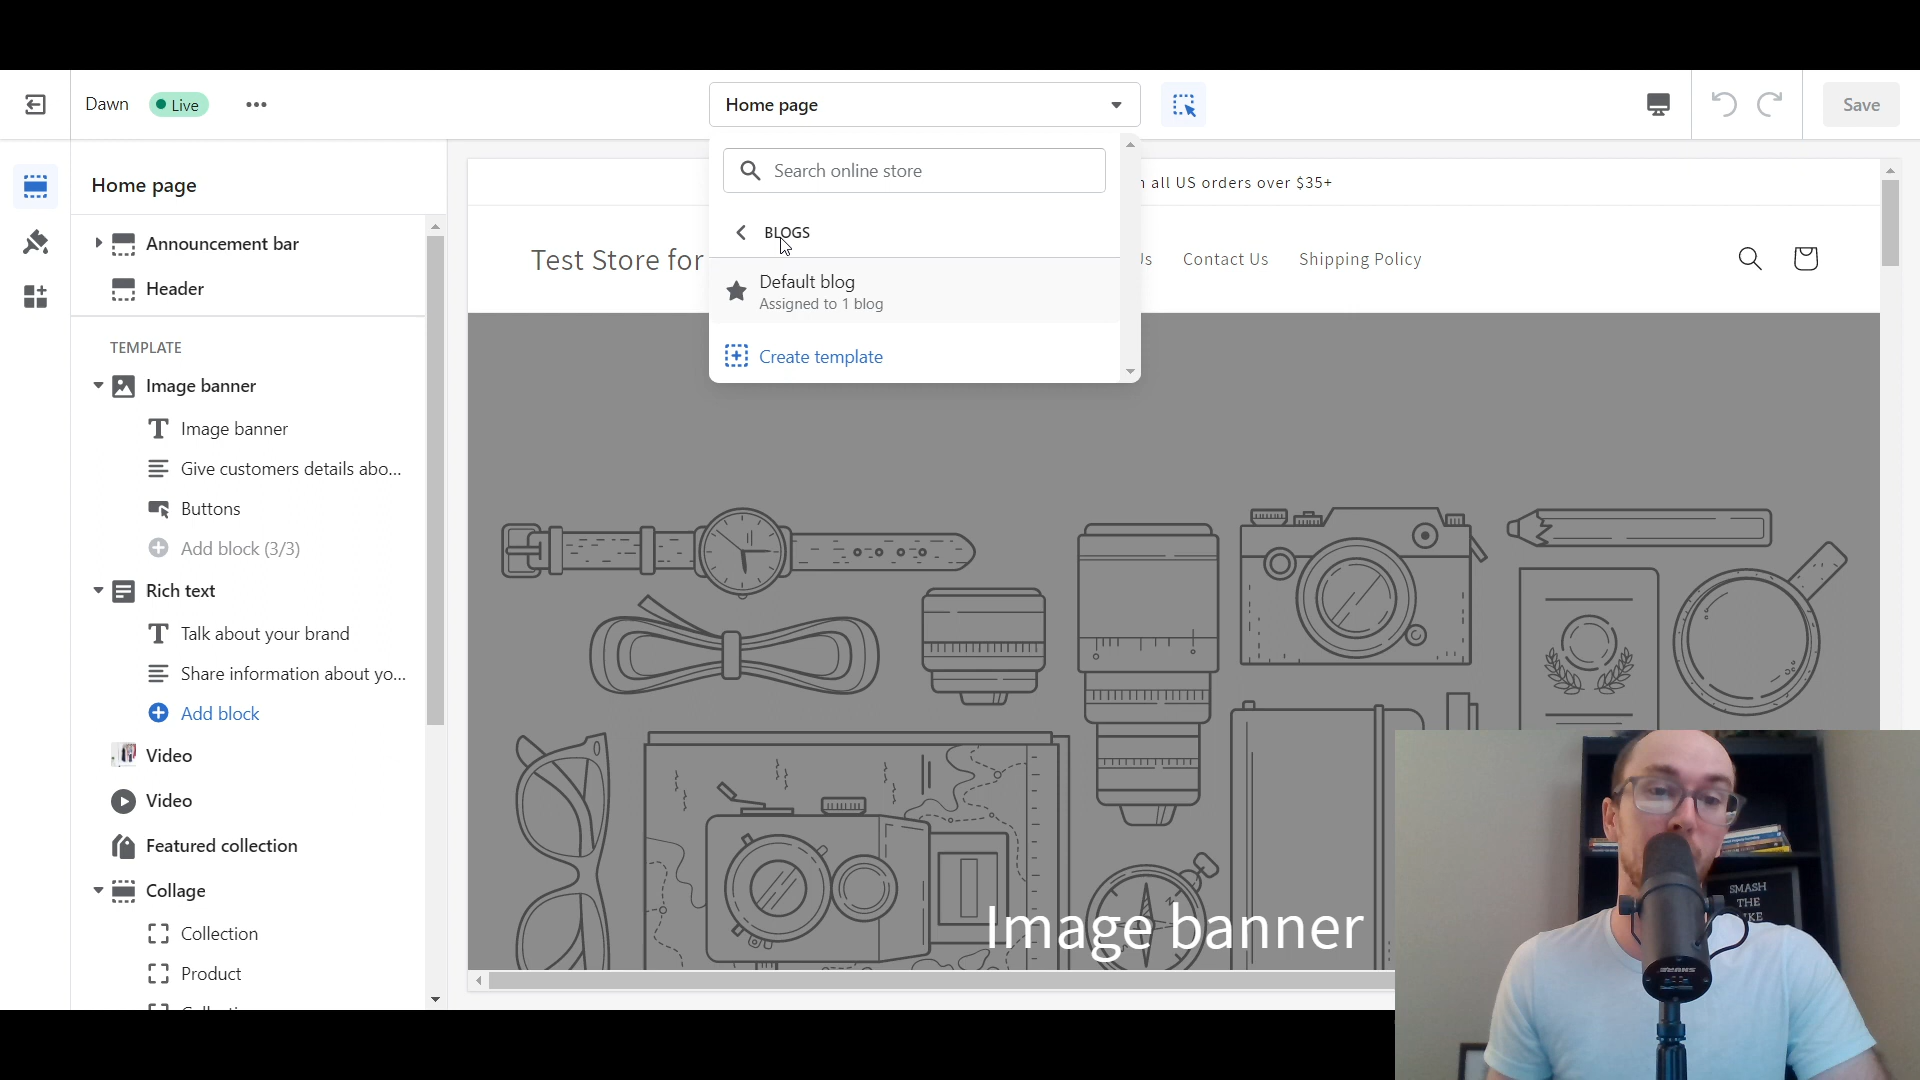 Dawn
Live
Home page
Save
Home page
Announcement bar
Header
TEMPLATE
Image banner
Image banner
Give customers details abo...
Buttons
Add block (3/3)
Rich text
Talk about your brand
Share information about yo...
Add block
Video
Video
Featured collection
Collage
Collection
Product
Search online store
BLOGS
Default blog
Assigned to 1 blog
Create template
all US orders over $35+
Test Store for
Contact Us
Shipping Policy
Image banner
SMASH
THE
SHURE